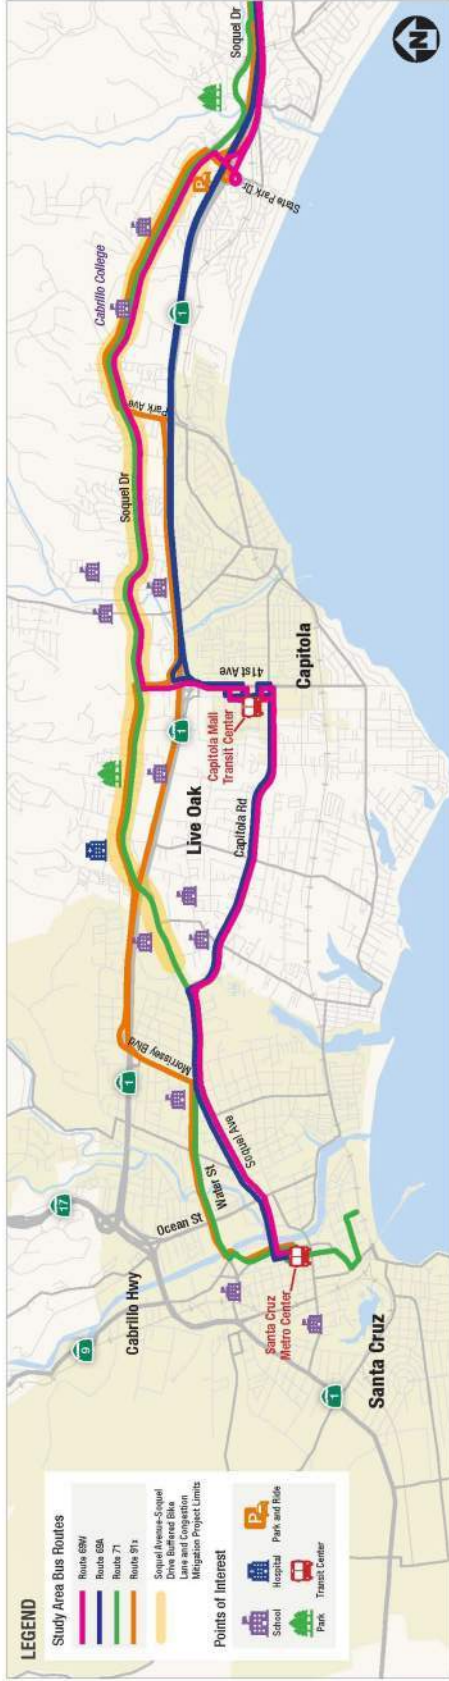 LEGEND
Study Area Bus Routes
Route 69W
Route 69A
Route 71
Route 91x
Soquel Avenue-Soquel
Drive Buffered Bike
Lane and Congestion
Mitigation Project Limits
Points of Interest
School
Hospital
Park and Ride
Park
Transit Center
9
17
1
Cabrillo Hwy
Ocean St
Water St
Morrissey Blvd
Soquel Ave
Santa Cruz
Metro Center
Santa Cruz
1
1
Live Oak
Capitola Rd
Capitola Mall
Transit Center
41st Ave
Capitola
Soquel Dr
Park Ave
Cabrillo College
1
P
State Park Dr
Soquel Dr
N